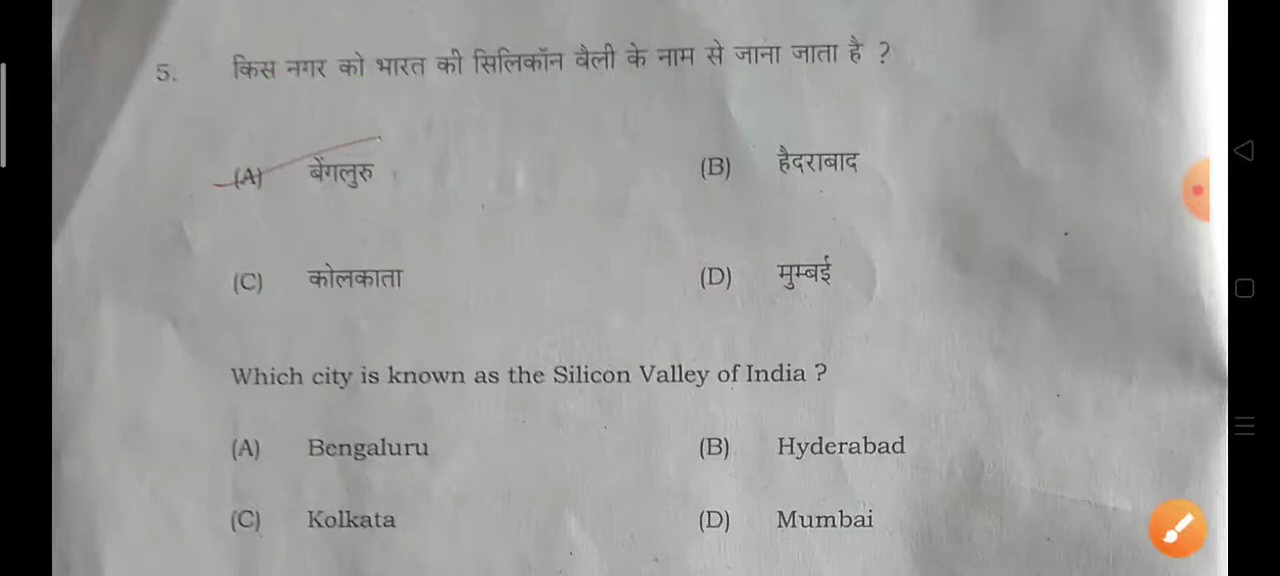 5. किस नगर को भारत की सिलिकॉन वैली के नाम से जाना जाता है ?
(A) बेंगलुरु (B) हैदराबाद
(C) कोलकाता (D) मुम्बई
Which city is known as the Silicon Valley of India ?
(A) Bengaluru (B) Hyderabad
(C) Kolkata (D) Mumbai